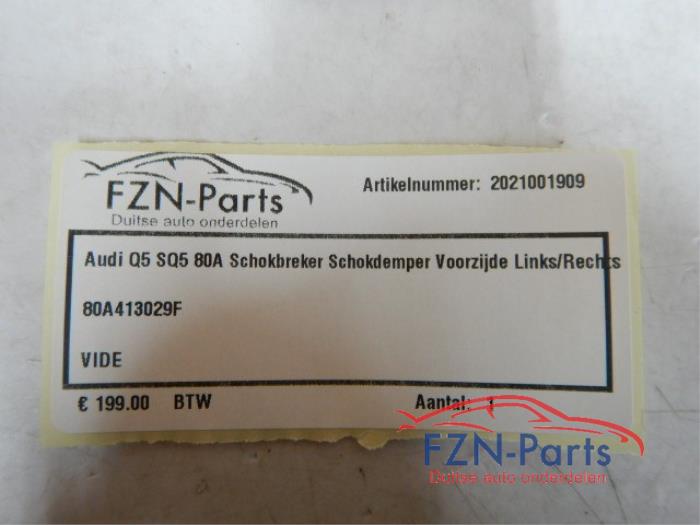 FZN-Parts
Duitse auto onderdelen
Artikelnummer: 2021001909
Audi Q5 SQ5 80A Schokbreker Schokdemper Voorzijde Links/Rechts
80A413029F
VIDE
€ 199.00 BTW
Aantal: 1
FZN-Parts
Duitse auto onderdelen